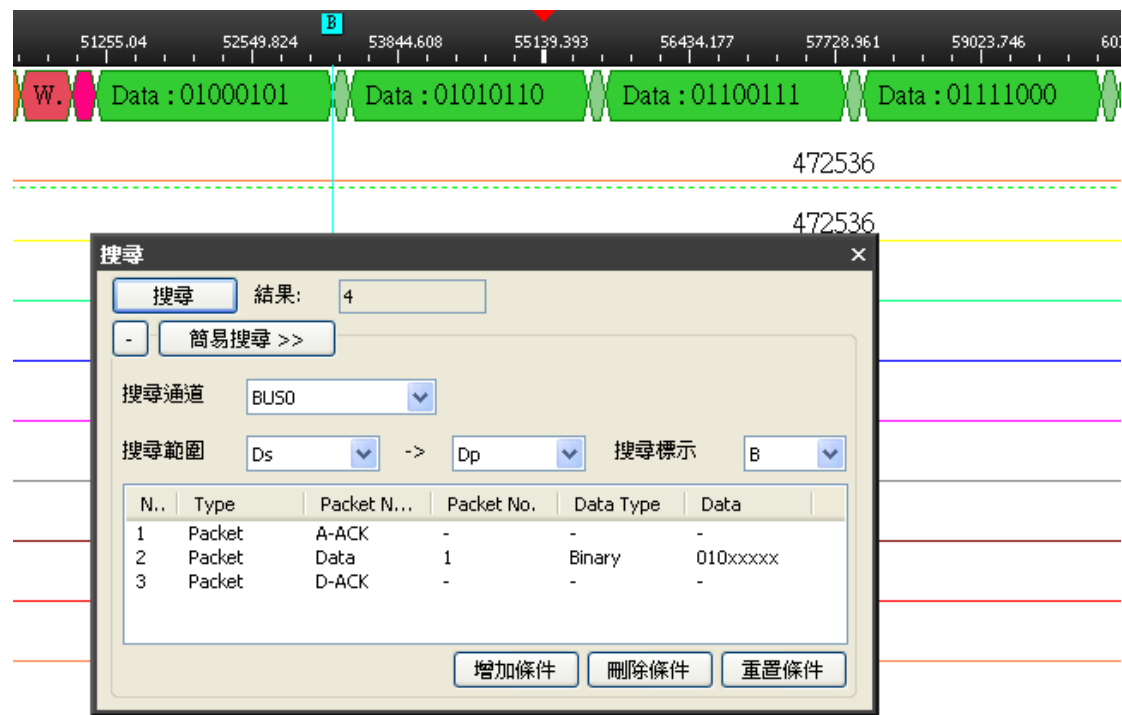 B
51255.04 52549.824 53844.608 55139.393 56434.177 57728.961 59023.746 60
W. Data : 01000101 Data : 01010110 Data : 01100111 Data : 01111000
472536
472536
搜尋 ×
搜尋 結果: 4
- 簡易搜尋 >>
搜尋通道 BUS0
搜尋範圍 Ds -> Dp 搜尋標示 B
N.. Type Packet N... Packet No. Data Type Data
1 Packet A-ACK - - -
2 Packet Data 1 Binary 010xxxxx
3 Packet D-ACK - - -
增加條件 刪除條件 重置條件